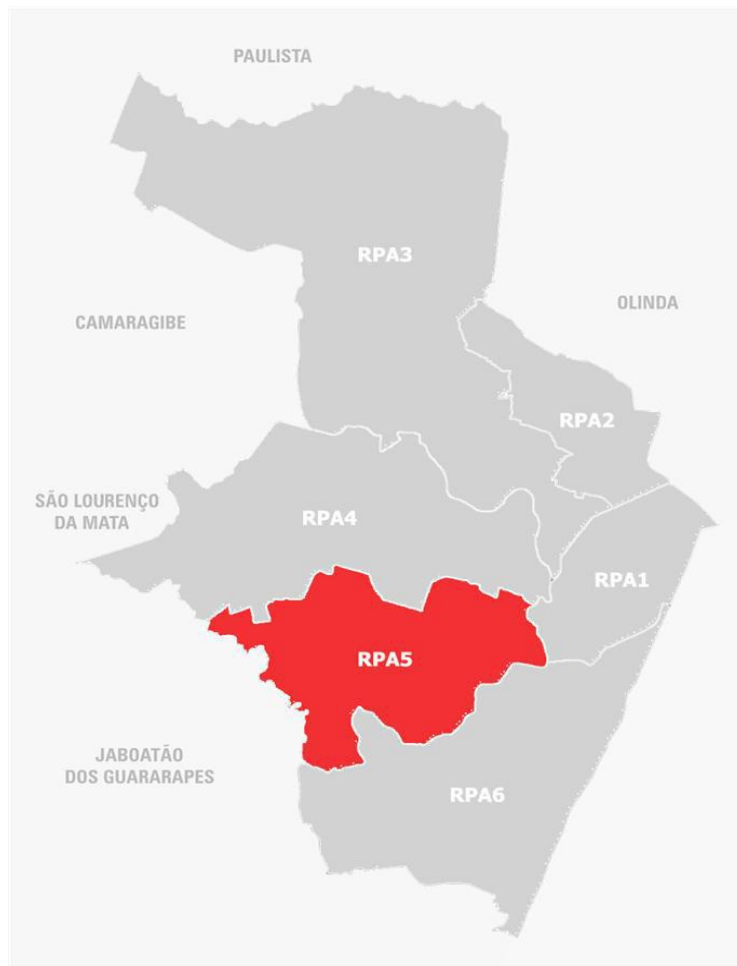 PAULISTA
RPA3
OLINDA
CAMARAGIBE
RPA2
SÃO LOURENÇO
DA MATA
RPA4
RPA1
RPA5
JABOATÃO
DOS GUARARAPES
RPA6